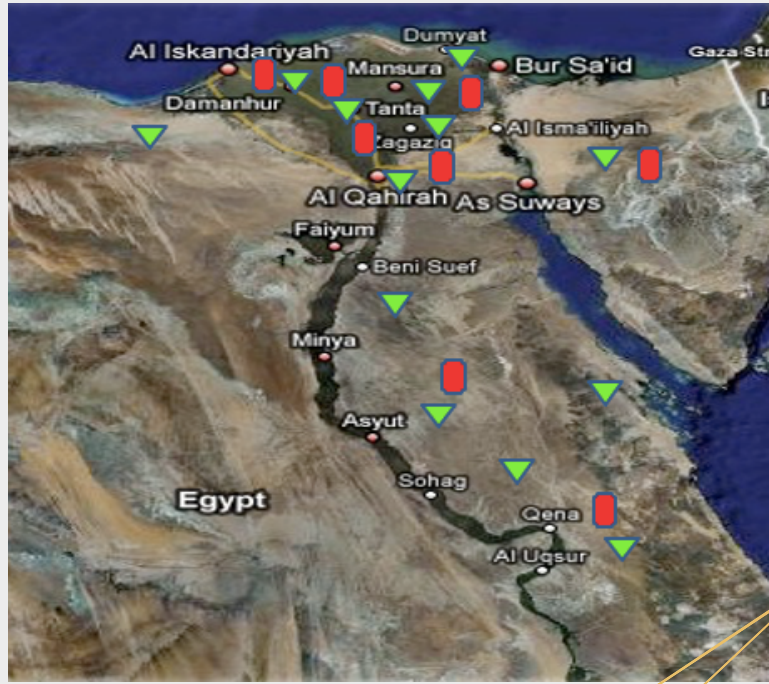 Dumyat
Al Iskandariyah
Mansura
Bur Sa'id
Gaza
Damanhur
Tanta
Al Isma'iliyah
Zagazig
Al Qahirah
As Suways
Faiyum
Beni Suef
Minya
Asyut
Sohag
Egypt
Qena
Al Uqsur